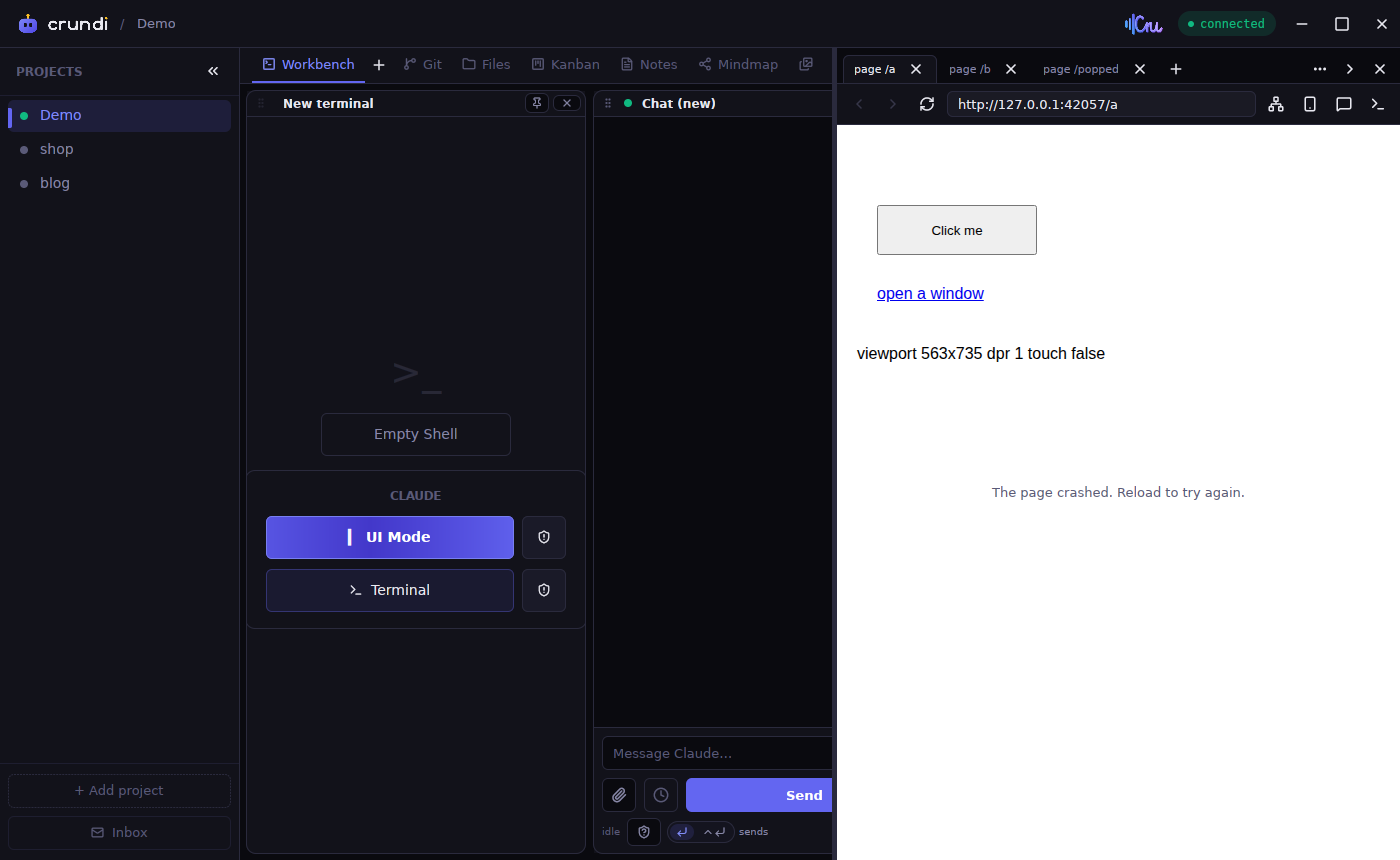 crundi / Demo
Cru
connected
PROJECTS
Demo
shop
blog
+ Add project
Inbox
Workbench
Git
Files
Kanban
Notes
Mindmap
New terminal
>_
Empty Shell
CLAUDE
UI Mode
Terminal
Chat (new)
Message Claude...
Send
idle
sends
page /a
page /b
page /popped
http://127.0.0.1:42057/a
Click me
open a window
viewport 563x735 dpr 1 touch false
The page crashed. Reload to try again.